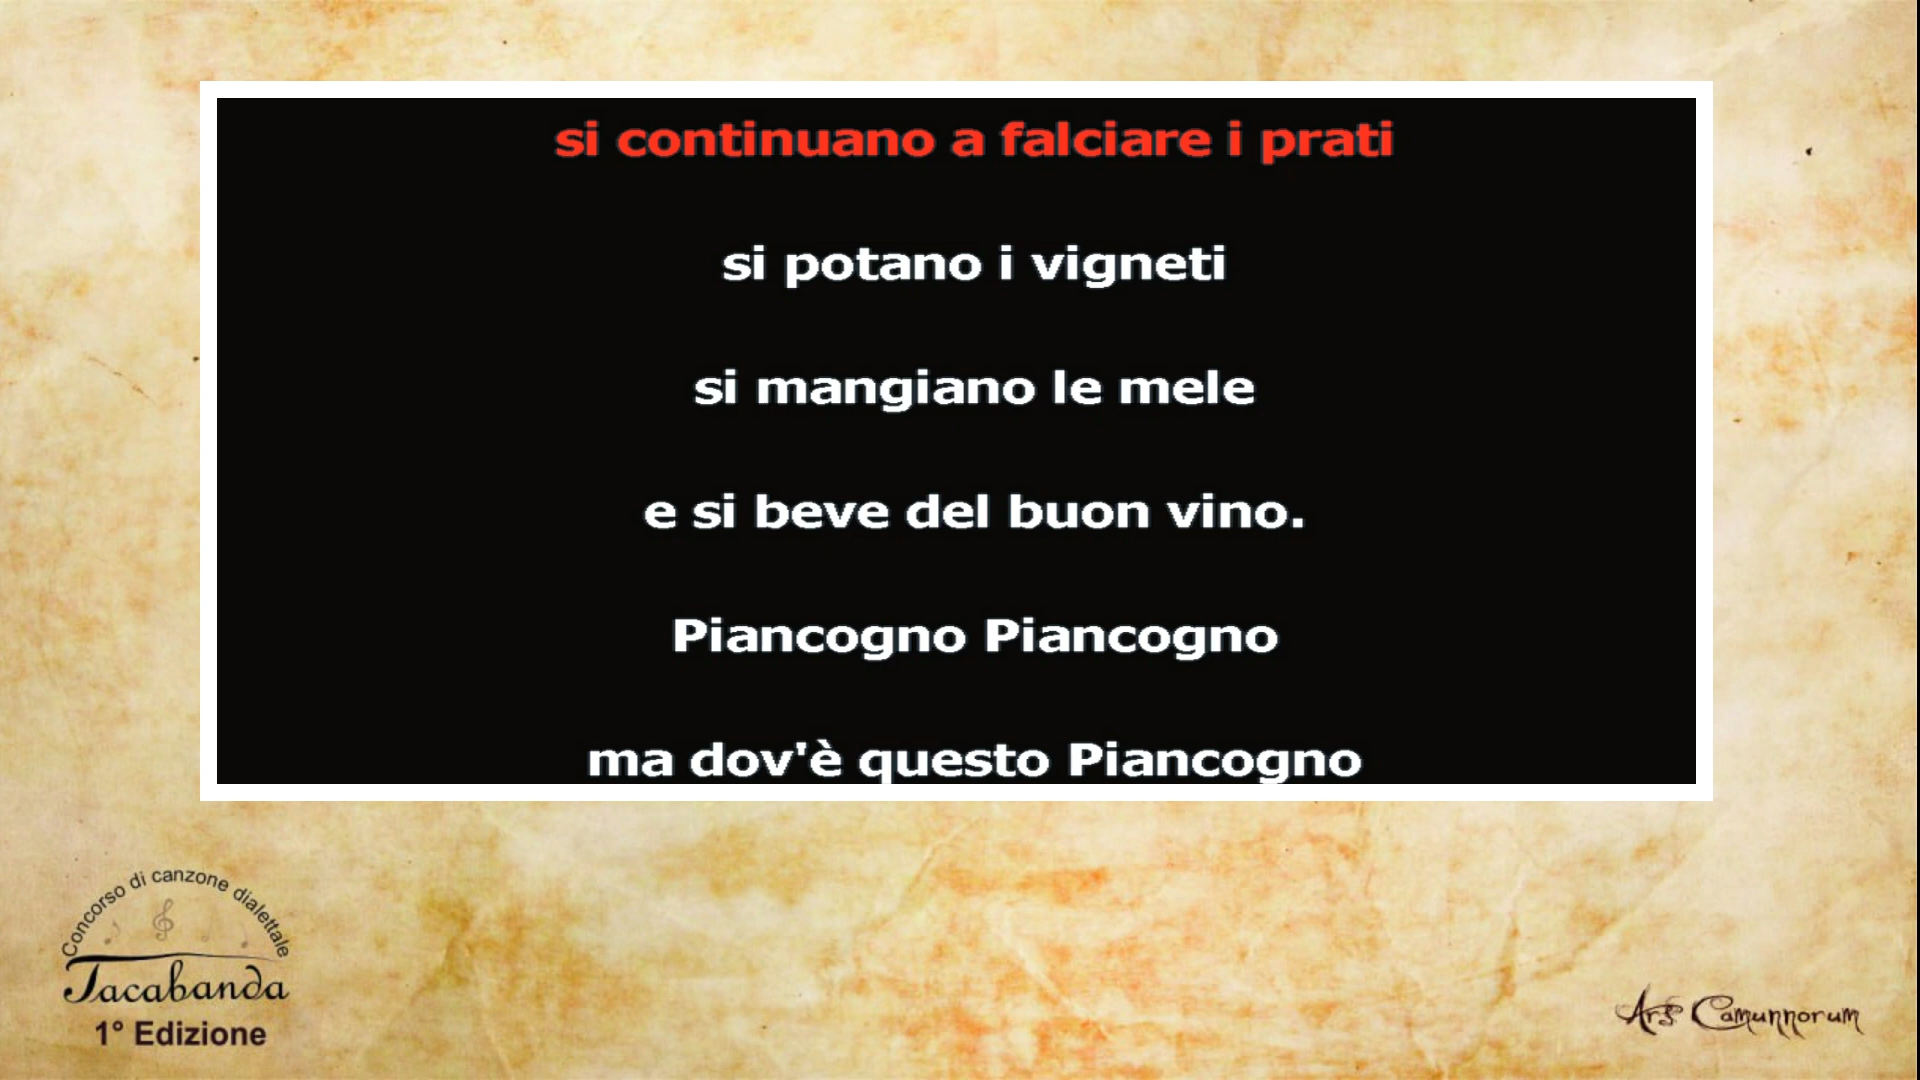 si continuano a falciare i prati
si potano i vigneti
si mangiano le mele
e si beve del buon vino.
Piancogno Piancogno
ma dov'è questo Piancogno
Concorso di canzone dialettale
Tacabanda
1° Edizione
Ars Camunnorum